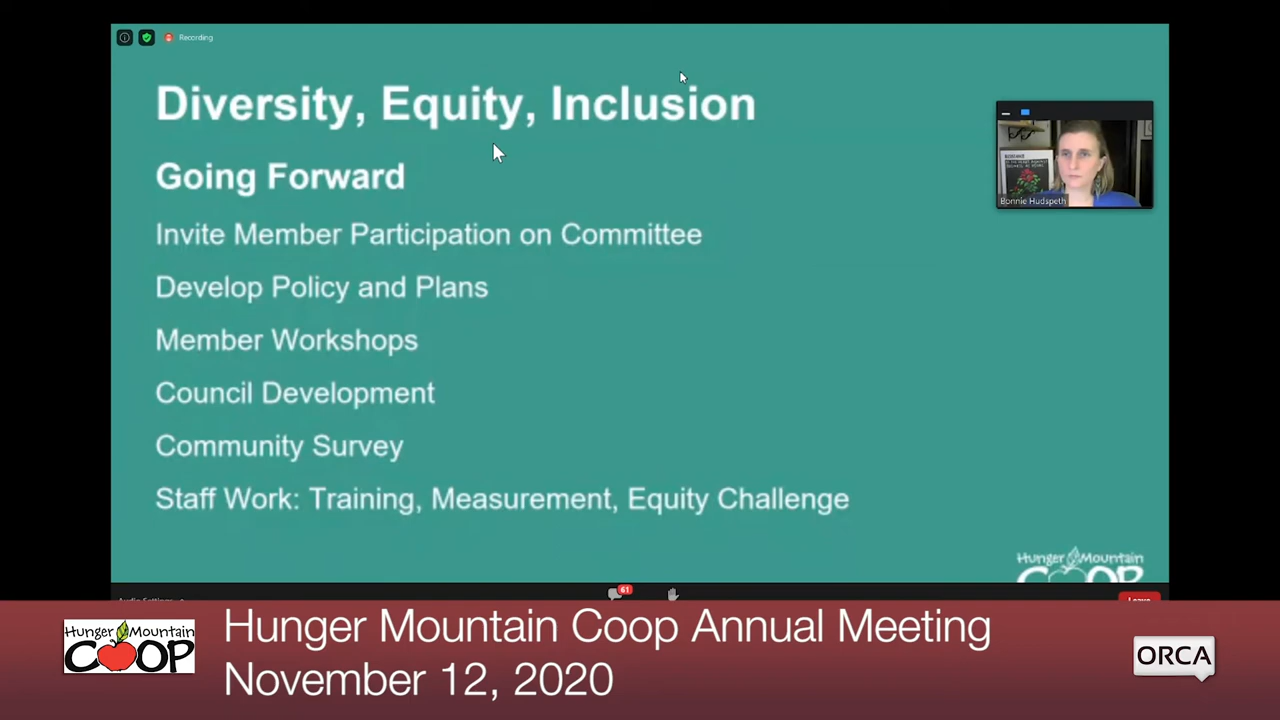 Recording
Diversity, Equity, Inclusion
Going Forward
Invite Member Participation on Committee
Develop Policy and Plans
Member Workshops
Council Development
Community Survey
Staff Work: Training, Measurement, Equity Challenge
Bonnie Hudspeth
Hunger Mountain
COOP
61
Leave
Hunger Mountain
COOP
Hunger Mountain Coop Annual Meeting
November 12, 2020
ORCA